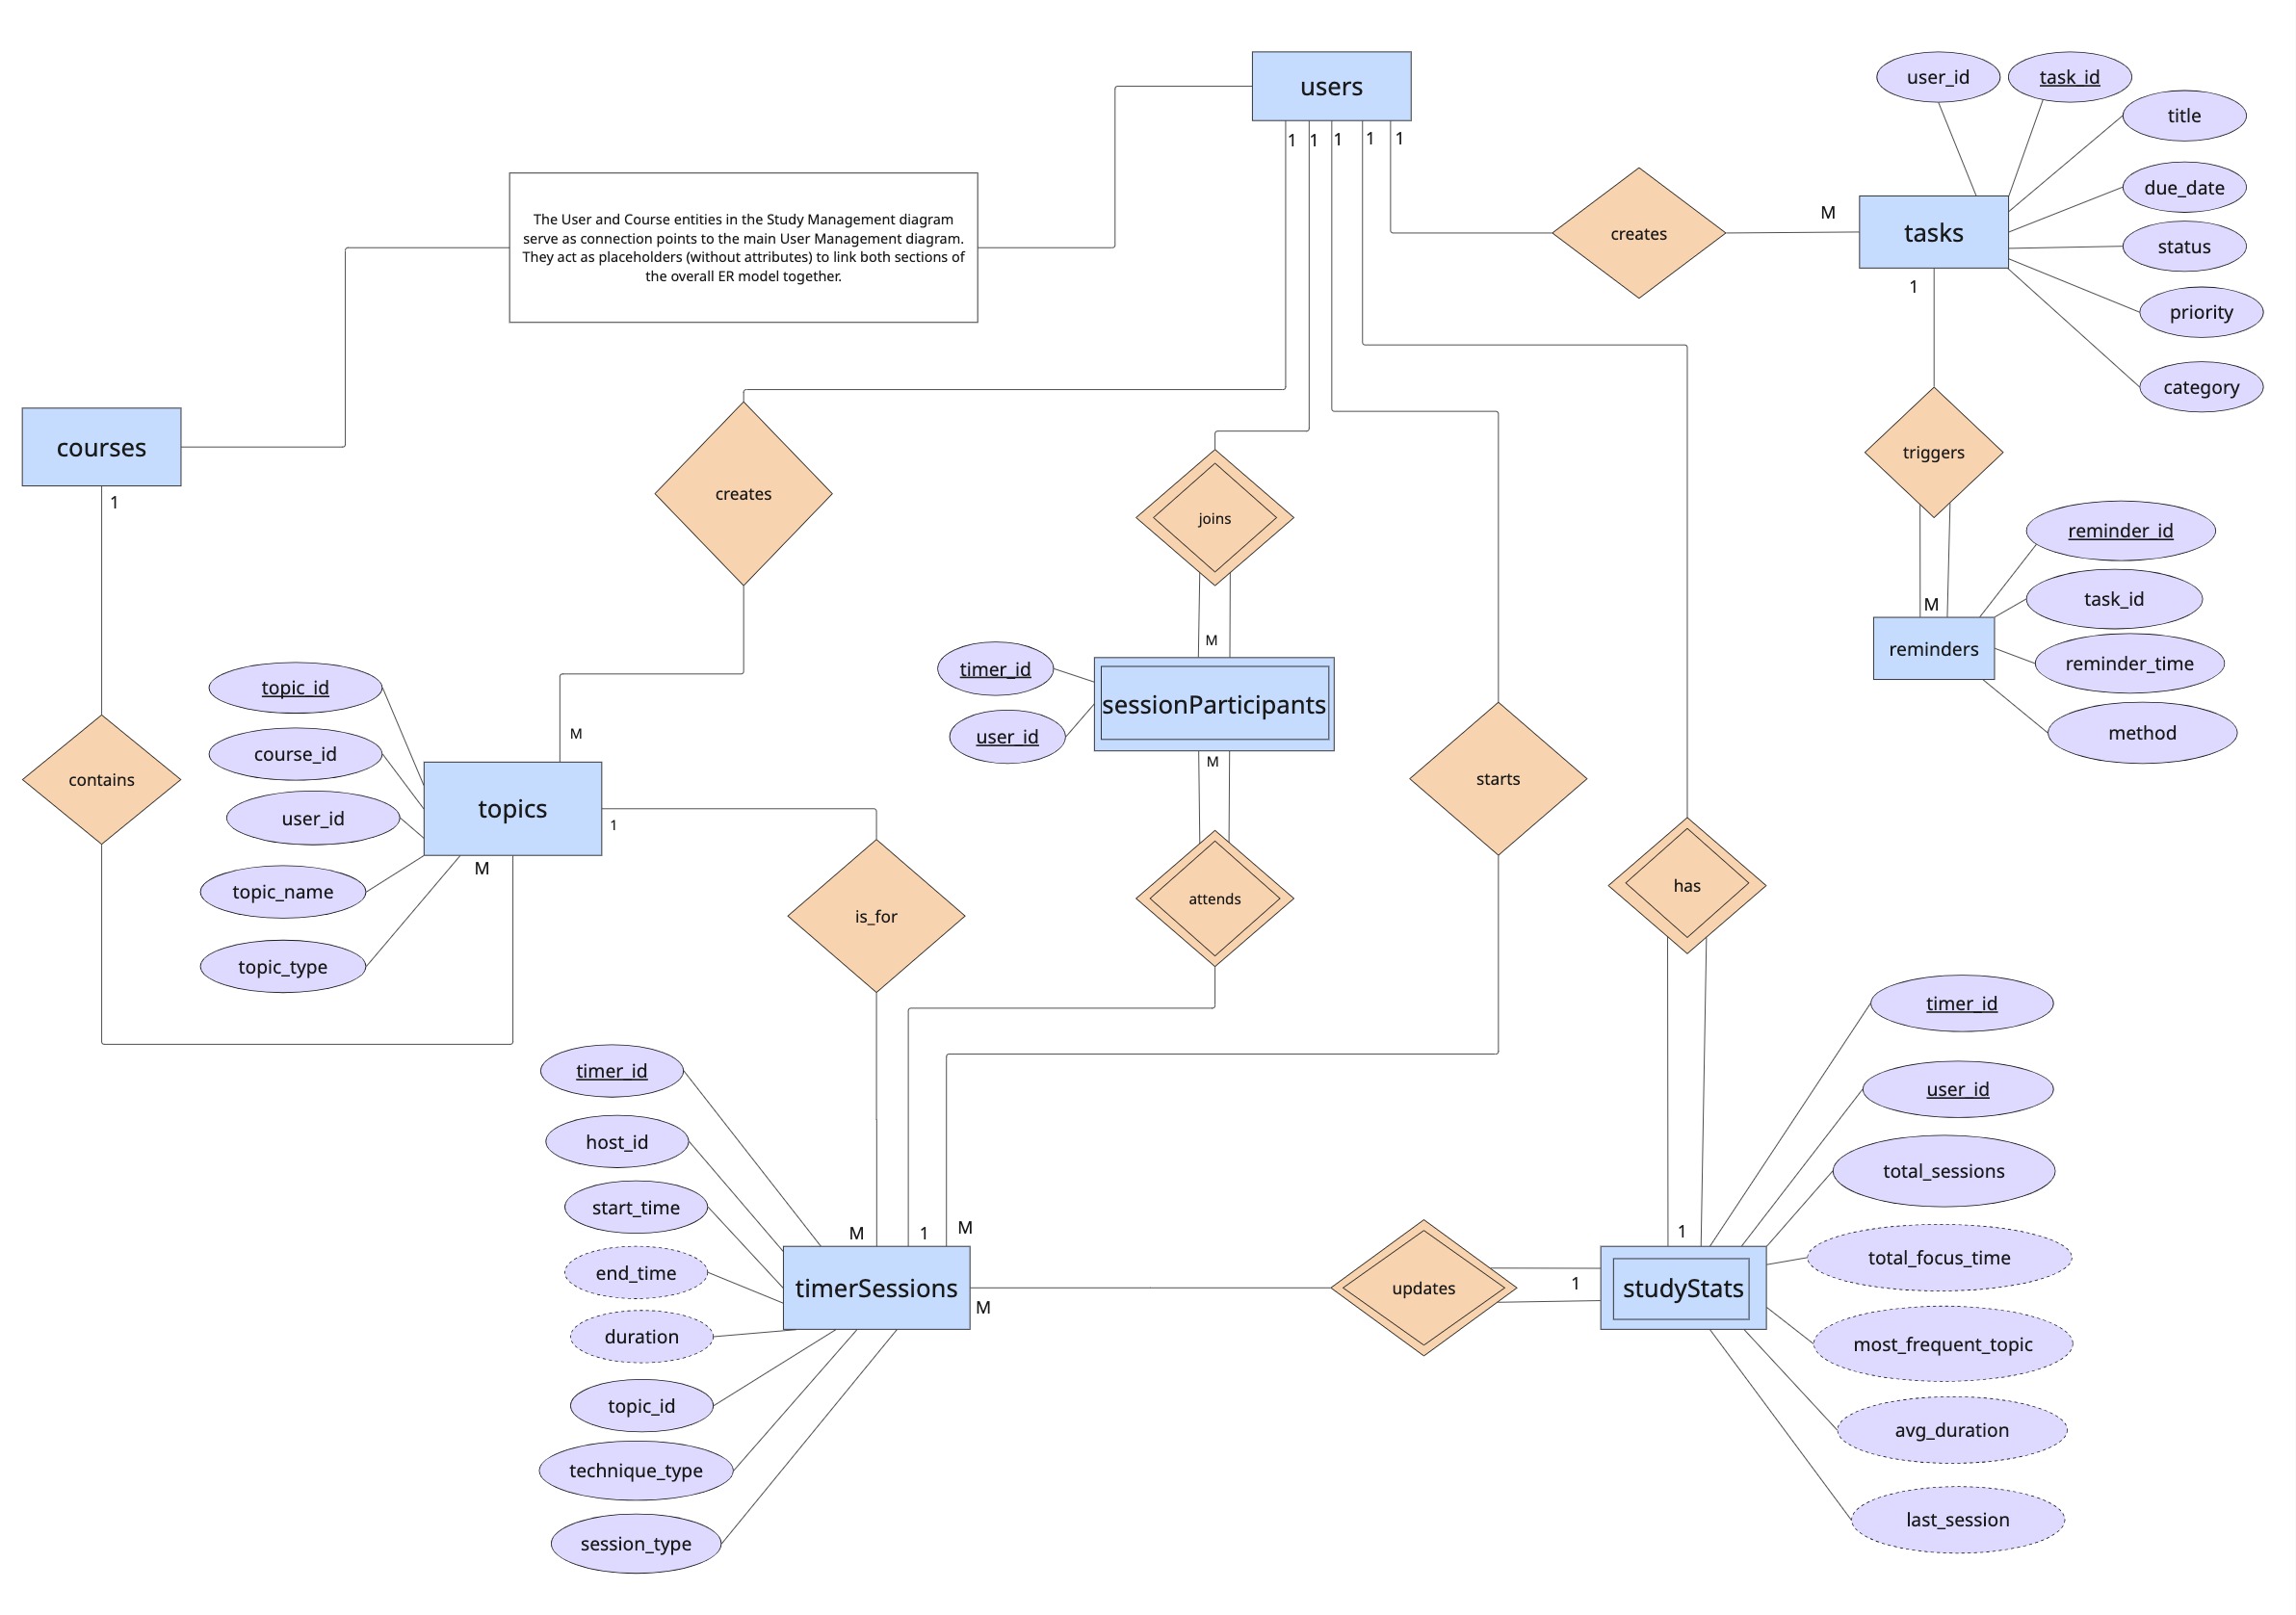 users
1
1
1
1
1
user_id
task_id
title
due_date
status
priority
category
creates
M
tasks
1
The User and Course entities in the Study Management diagram
serve as connection points to the main User Management diagram.
They act as placeholders (without attributes) to link both sections of
the overall ER model together.
courses
1
creates
joins
triggers
M
reminders
reminder_id
task_id
reminder_time
method
M
timer_id
user_id
sessionParticipants
M
topic_id
course_id
user_id
topic_name
topic_type
contains
M
topics
1
M
is_for
attends
starts
has
timer_id
host_id
start_time
end_time
duration
topic_id
technique_type
session_type
M
1
M
timerSessions
M
updates
1
1
studyStats
timer_id
user_id
total_sessions
total_focus_time
most_frequent_topic
avg_duration
last_session